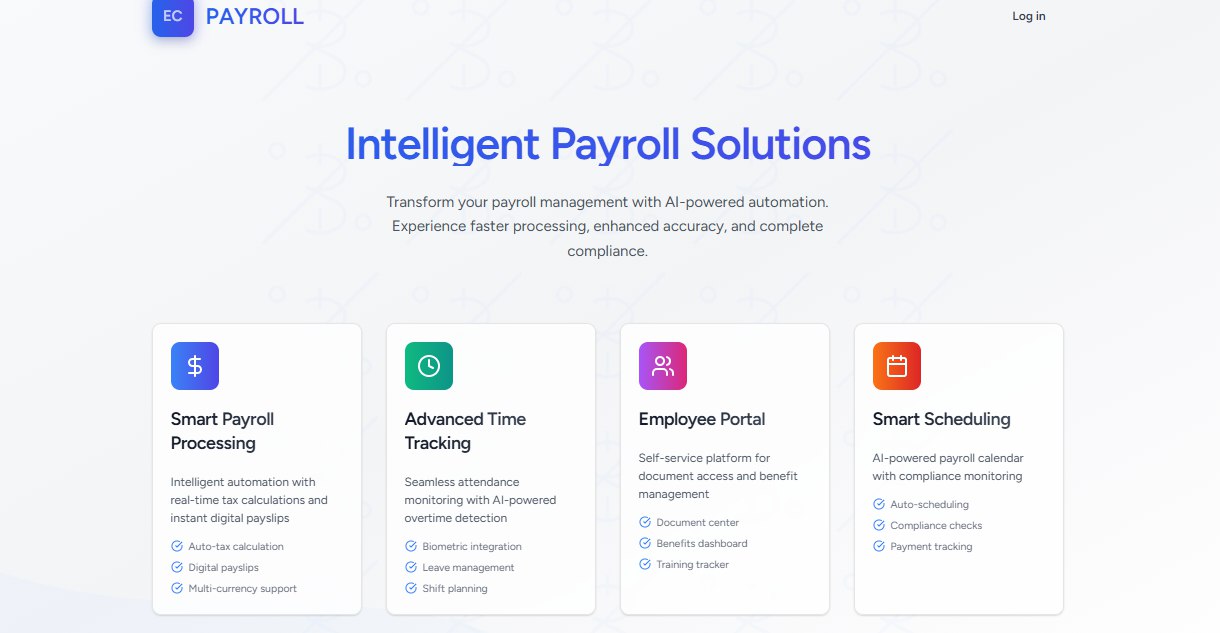 EC PAYROLL
Log in
Intelligent Payroll Solutions
Transform your payroll management with AI-powered automation.
Experience faster processing, enhanced accuracy, and complete
compliance.
Smart Payroll
Processing
Intelligent automation with
real-time tax calculations and
instant digital payslips
Auto-tax calculation
Digital payslips
Multi-currency support
Advanced Time
Tracking
Seamless attendance
monitoring with AI-powered
overtime detection
Biometric integration
Leave management
Shift planning
Employee Portal
Self-service platform for
document access and benefit
management
Document center
Benefits dashboard
Training tracker
Smart Scheduling
AI-powered payroll calendar
with compliance monitoring
Auto-scheduling
Compliance checks
Payment tracking